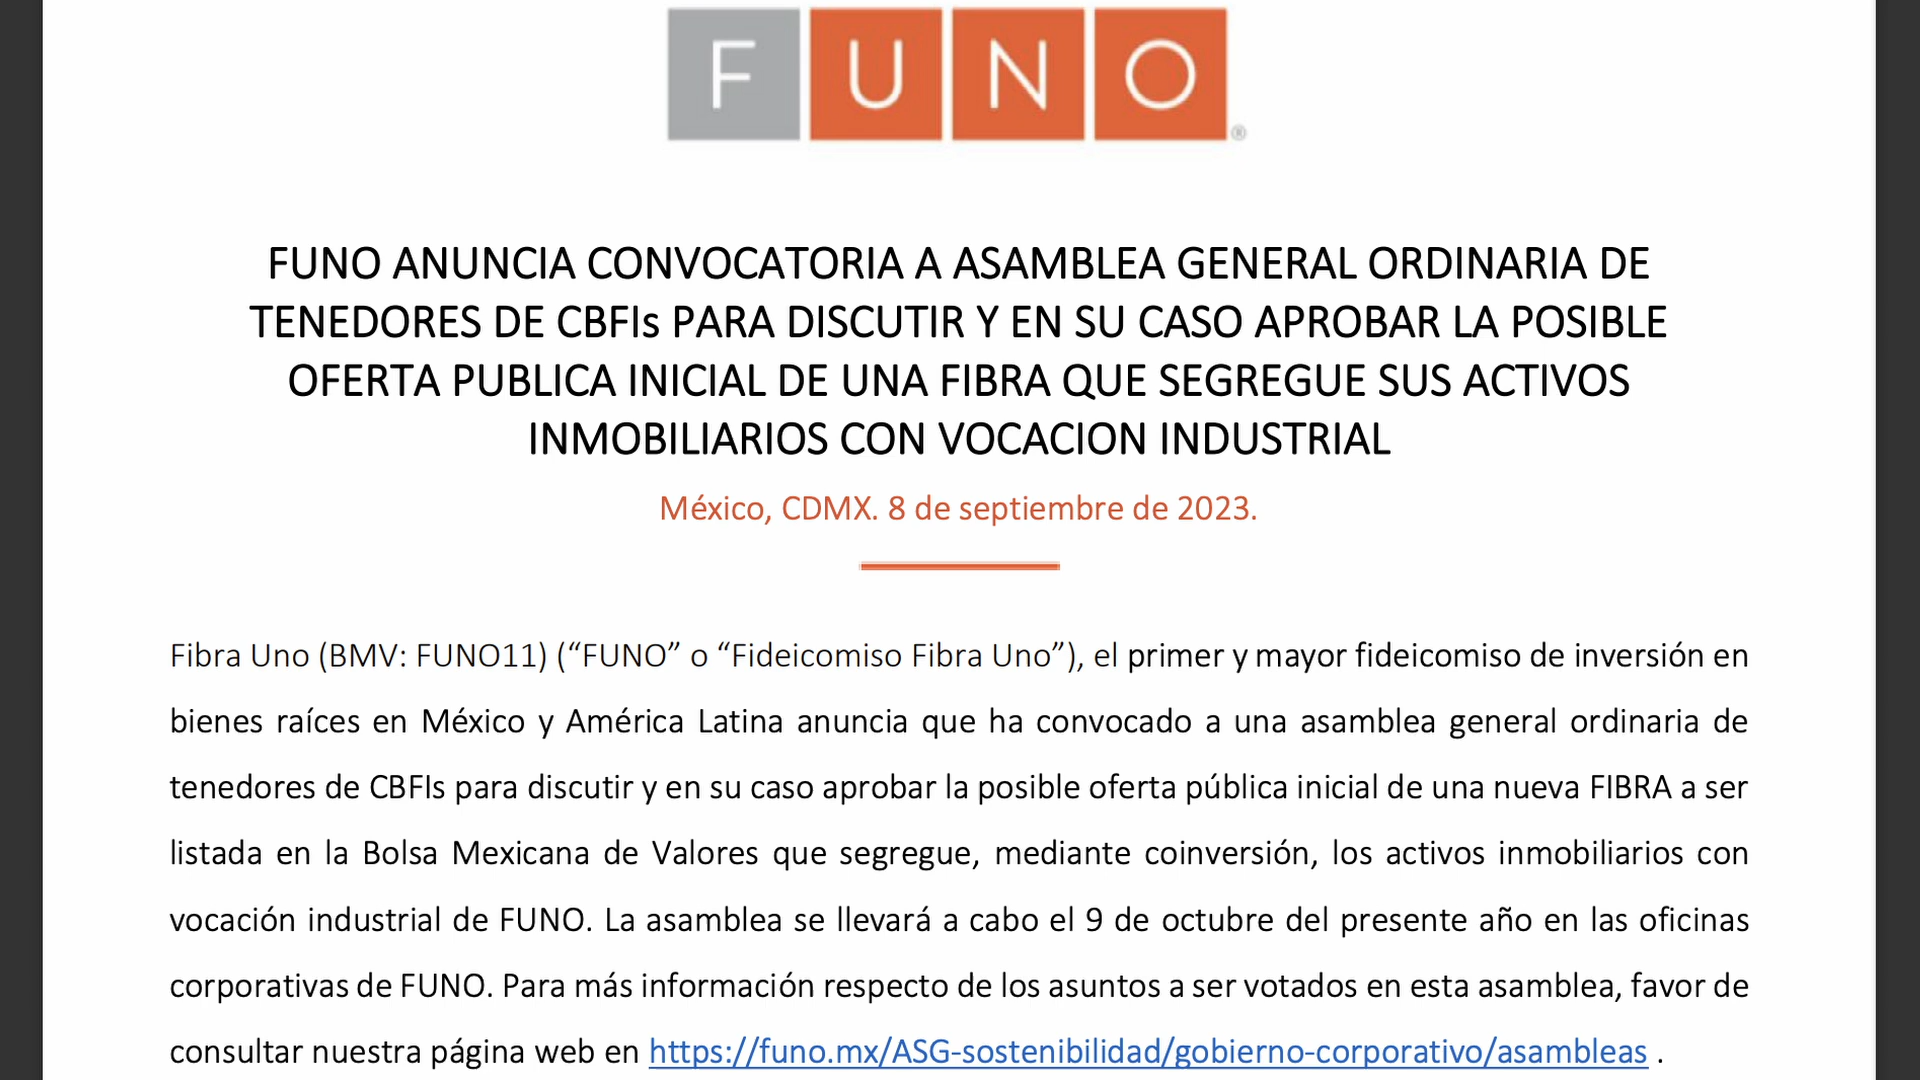 FUNO®
FUNO ANUNCIA CONVOCATORIA A ASAMBLEA GENERAL ORDINARIA DE
TENEDORES DE CBFIs PARA DISCUTIR Y EN SU CASO APROBAR LA POSIBLE
OFERTA PUBLICA INICIAL DE UNA FIBRA QUE SEGREGUE SUS ACTIVOS
INMOBILIARIOS CON VOCACION INDUSTRIAL
México, CDMX. 8 de septiembre de 2023.
Fibra Uno (BMV: FUNO11) (“FUNO” o “Fideicomiso Fibra Uno”), el primer y mayor fideicomiso de inversión en
bienes raíces en México y América Latina anuncia que ha convocado a una asamblea general ordinaria de
tenedores de CBFIs para discutir y en su caso aprobar la posible oferta pública inicial de una nueva FIBRA a ser
listada en la Bolsa Mexicana de Valores que segregue, mediante coinversión, los activos inmobiliarios con
vocación industrial de FUNO. La asamblea se llevará a cabo el 9 de octubre del presente año en las oficinas
corporativas de FUNO. Para más información respecto de los asuntos a ser votados en esta asamblea, favor de
consultar nuestra página web en https://funo.mx/ASG-sostenibilidad/gobierno-corporativo/asambleas .